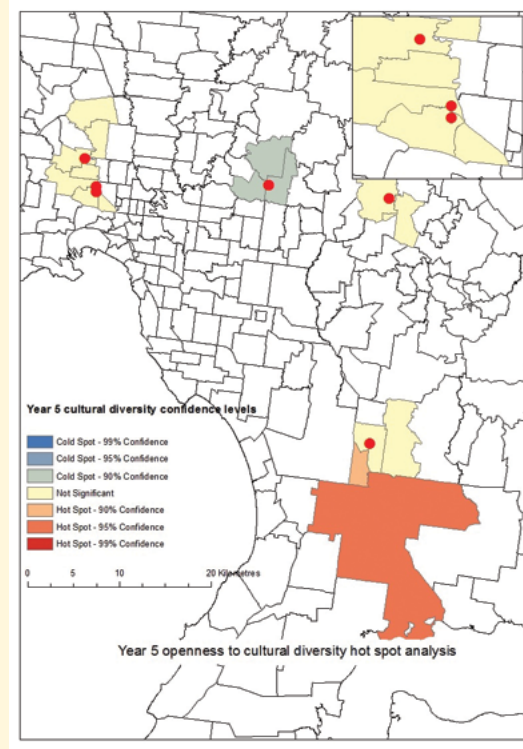 Year 5 cultural diversity confidence levels
Cold Spot - 99% Confidence
Cold Spot - 95% Confidence
Cold Spot - 90% Confidence
Not Significant
Hot Spot - 90% Confidence
Hot Spot - 95% Confidence
Hot Spot - 99% Confidence
0 5 10 20 Kilometres
Year 5 openness to cultural diversity hot spot analysis